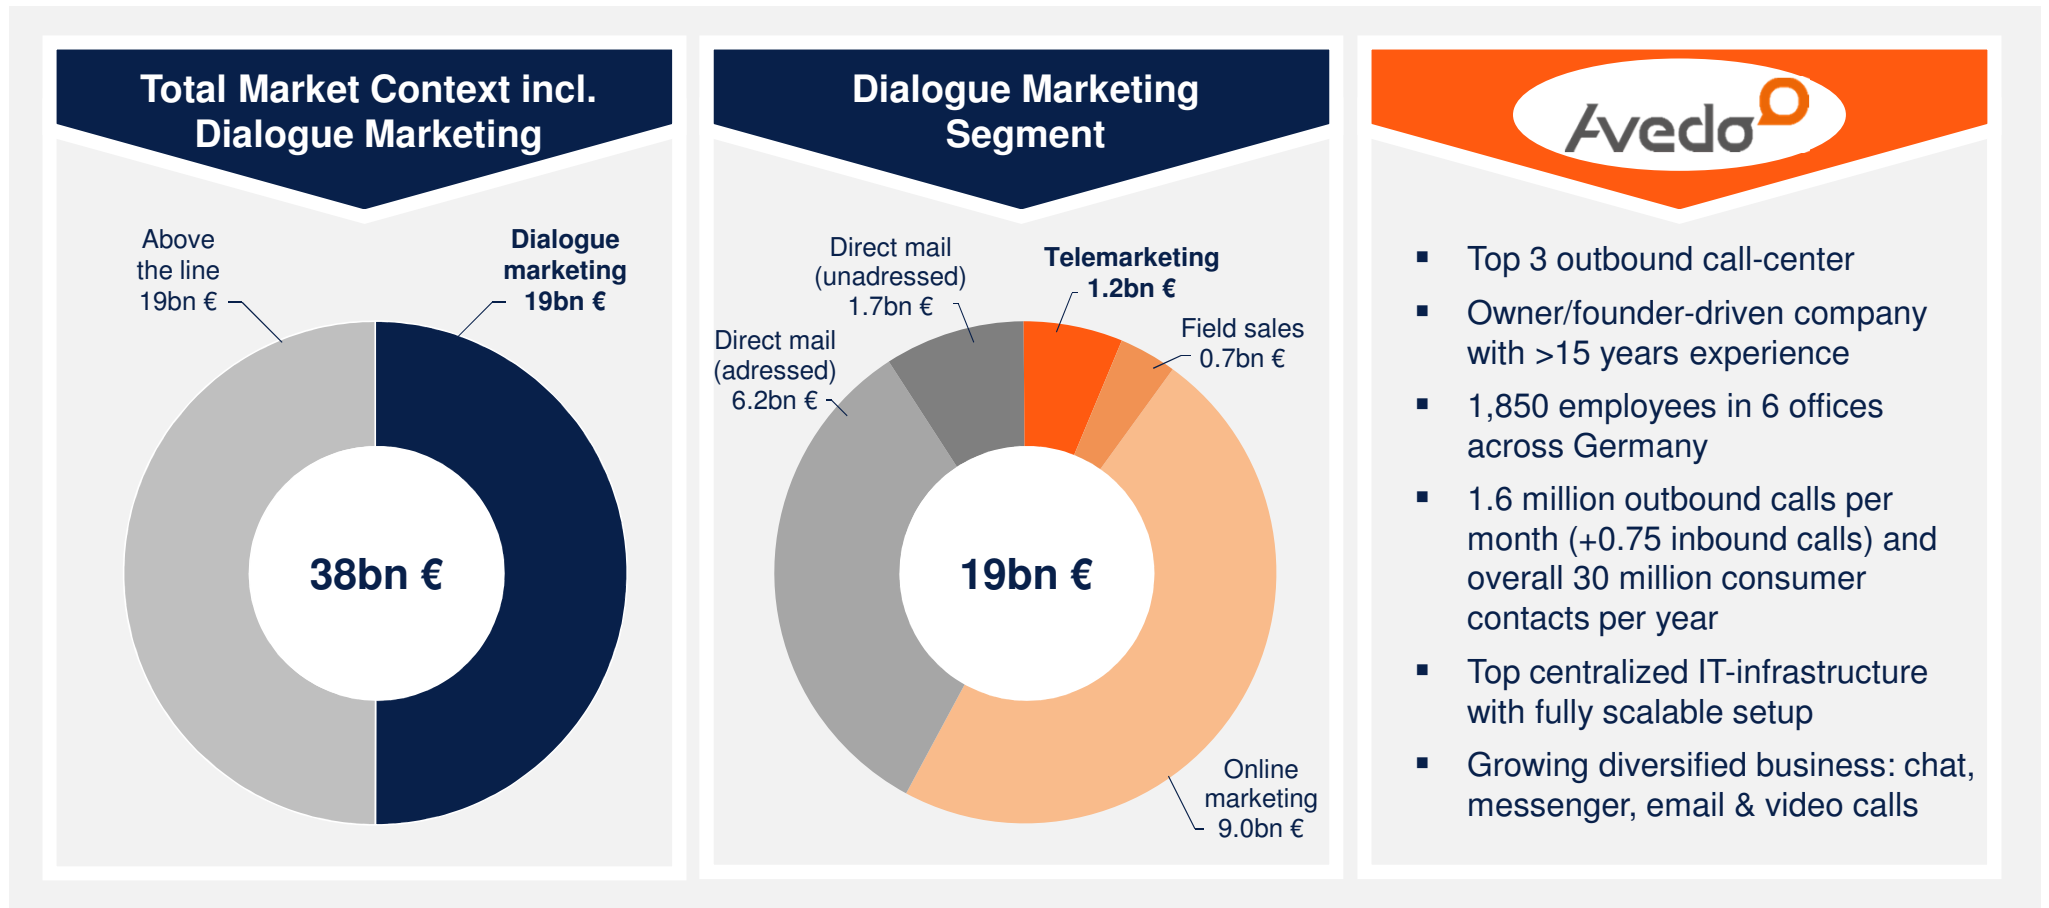 Total Market Context incl.
Dialogue Marketing
Above
the line
19bn €
Dialogue
marketing
19bn €
38bn €
Dialogue Marketing
Segment
Direct mail
(unadressed)
1.7bn €
Telemarketing
1.2bn €
Direct mail
(adressed)
6.2bn €
Field sales
0.7bn €
19bn €
Online
marketing
9.0bn €
Avedo
▪ Top 3 outbound call-center
▪ Owner/founder-driven company
with >15 years experience
▪ 1,850 employees in 6 offices
across Germany
▪ 1.6 million outbound calls per
month (+0.75 inbound calls) and
overall 30 million consumer
contacts per year
▪ Top centralized IT-infrastructure
with fully scalable setup
▪ Growing diversified business: chat,
messenger, email & video calls